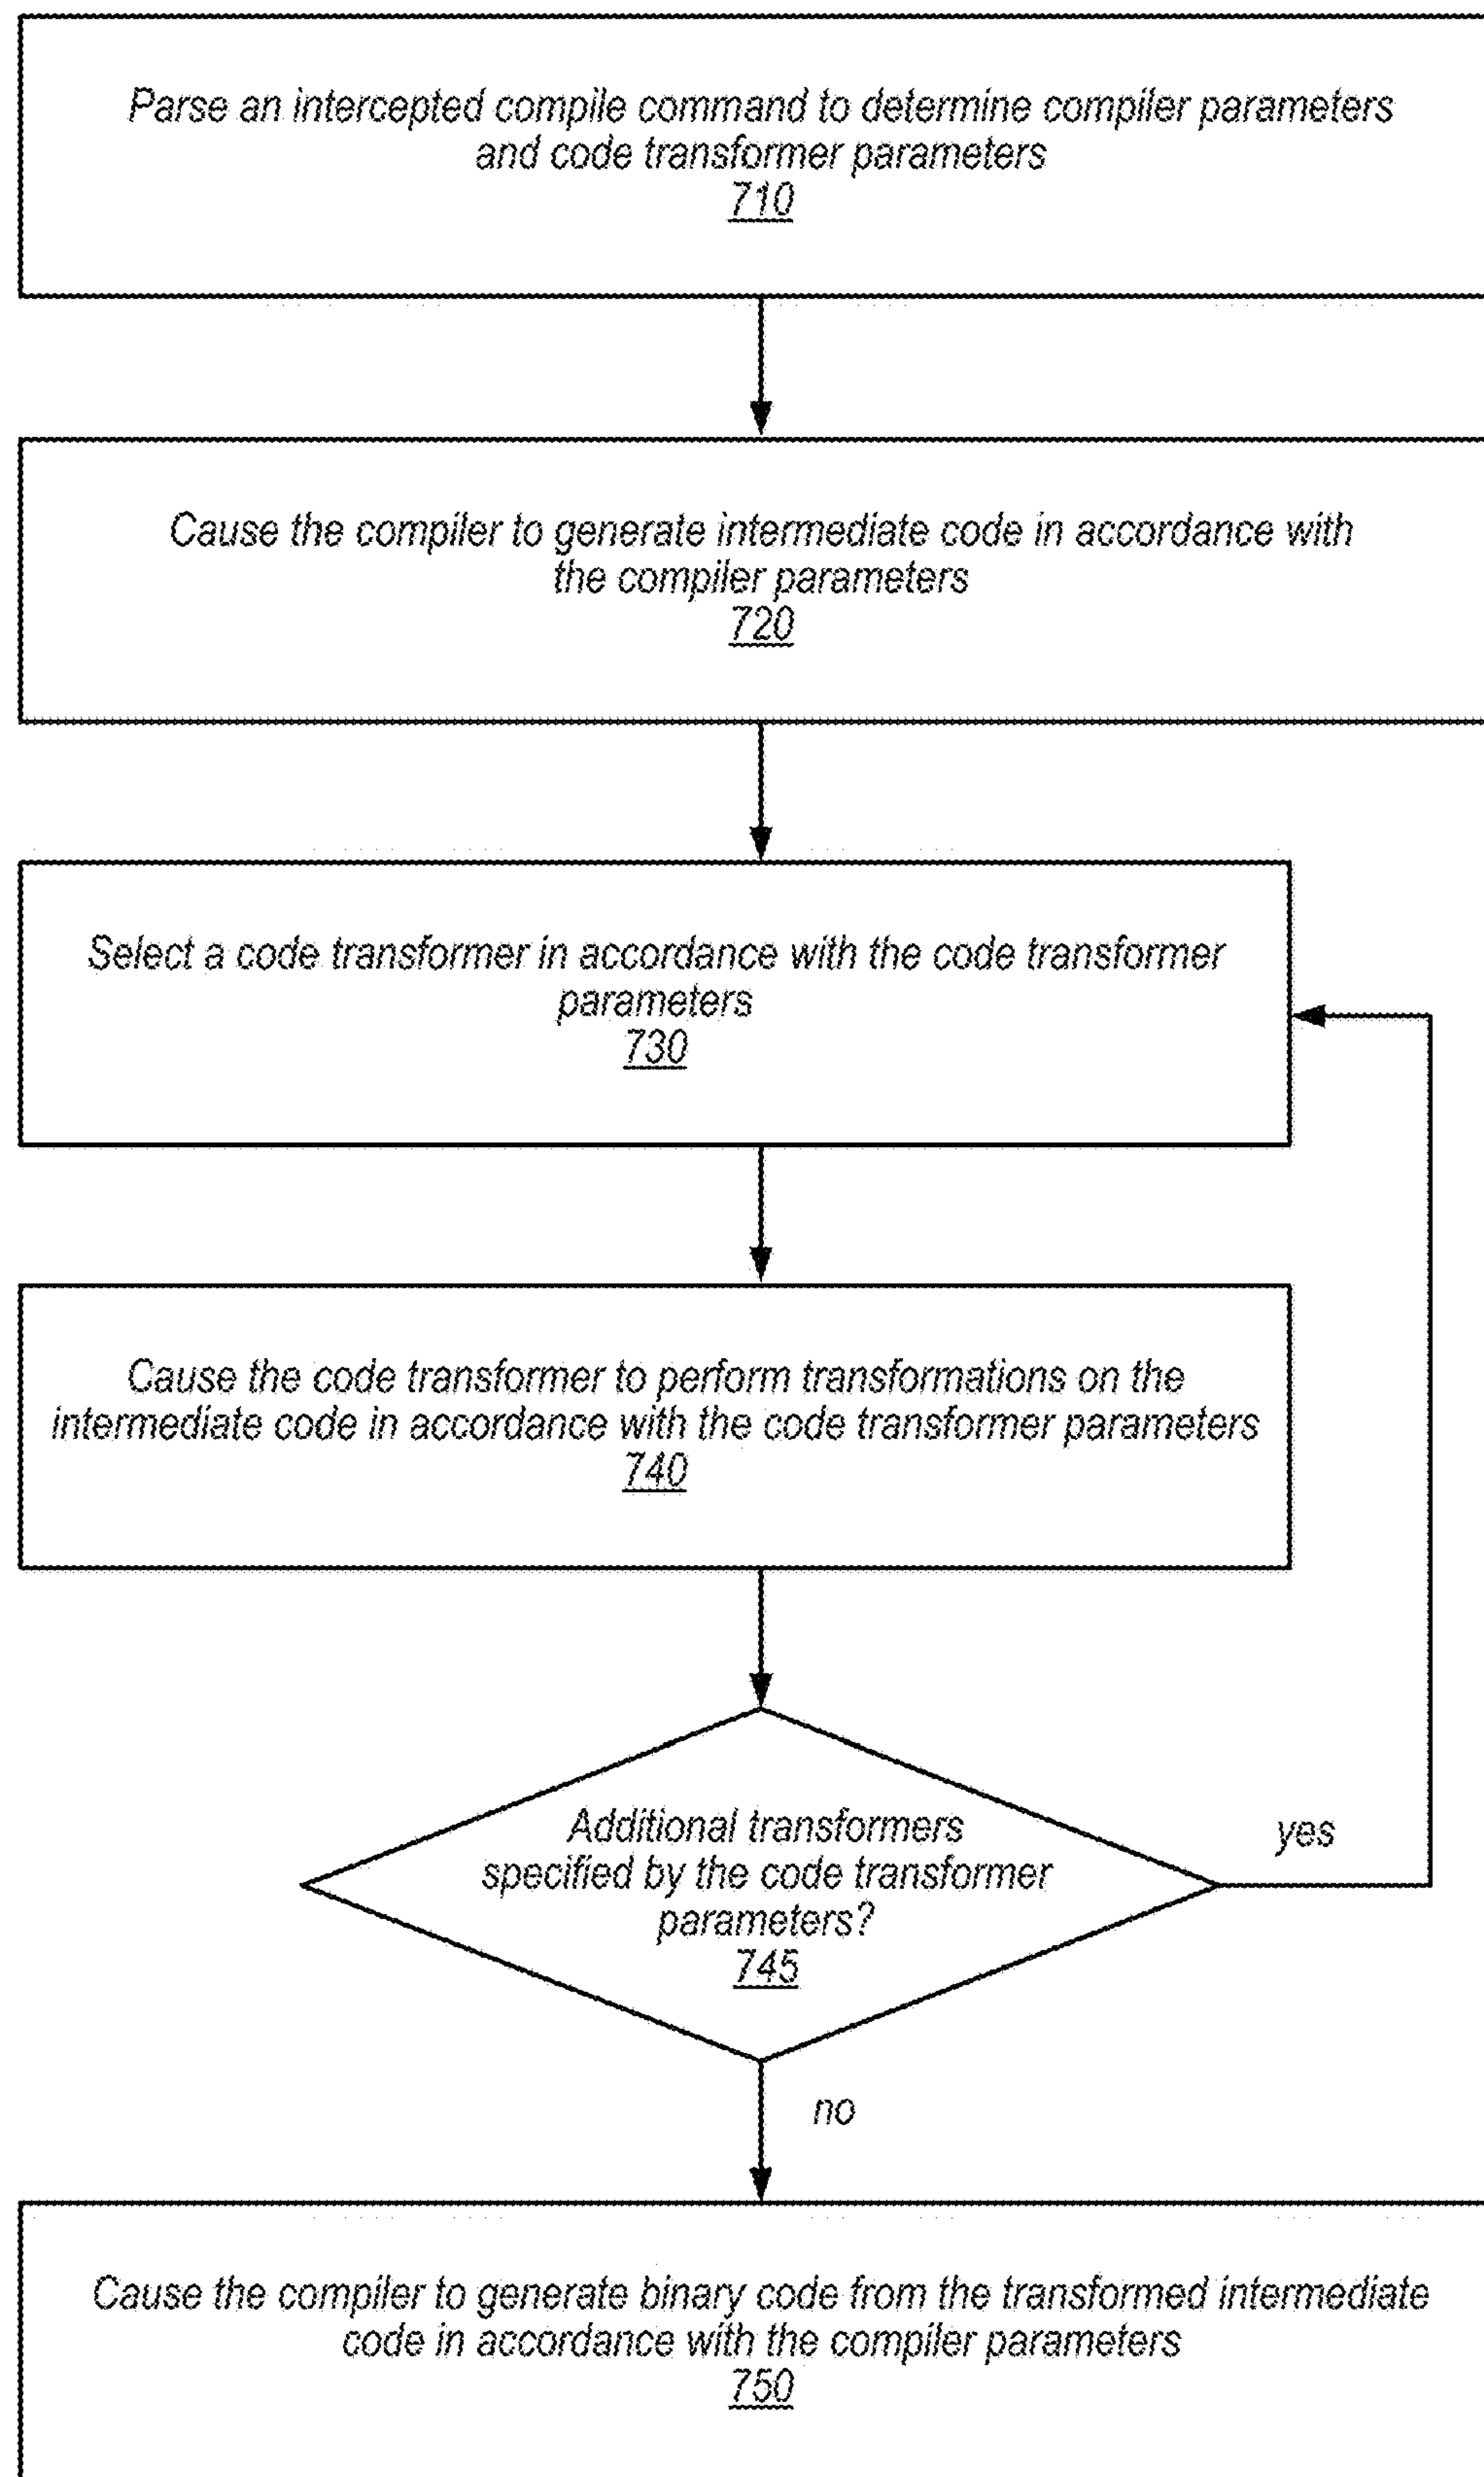 Parse an intercepted compile command to determine compiler parameters
and code transformer parameters
710
Cause the compiler to generate intermediate code in accordance with
the compiler parameters
720
Select a code transformer in accordance with the code transformer
parameters
730
Cause the code transformer to perform transformations on the
intermediate code in accordance with the code transformer parameters
740
Additional transformers
specified by the code transformer
parameters?
745
yes
no
Cause the compiler to generate binary code from the transformed intermediate
code in accordance with the compiler parameters
750